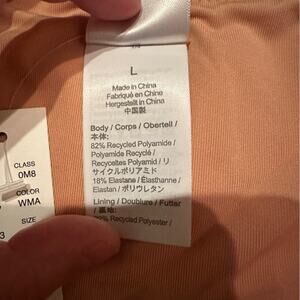 L
Made in China
Fabriqué en Chine
Hergestellt in China
中国製
Body / Corps / Obertell /
本体:
82% Recycled Polyamide /
Polyamide Recyclé /
Recyceltes Polyamid / リ
サイクルポリアミド
18% Elastane / Élasthanne /
Elastan / ポリウレタン
Lining / Doublure / Futter
/ 裏地:
Recycled Polyester /
CLASS
0M8
COLOR
WMA
SIZE
3